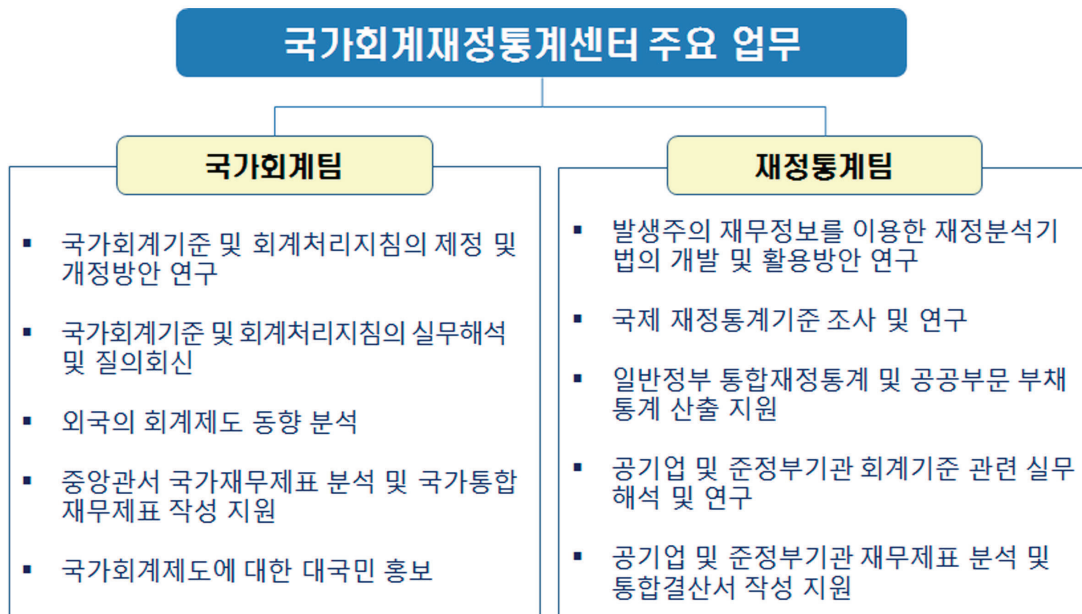 국가회계재정통계센터 주요 업무
국가회계팀
▪ 국가회계기준 및 회계처리지침의 제정 및
개정방안 연구
▪ 국가회계기준 및 회계처리지침의 실무해석
및 질의회신
▪ 외국의 회계제도 동향 분석
▪ 중앙관서 국가재무제표 분석 및 국가통합
재무제표 작성 지원
▪ 국가회계제도에 대한 대국민 홍보
재정통계팀
▪ 발생주의 재무정보를 이용한 재정분석기
법의 개발 및 활용방안 연구
▪ 국제 재정통계기준 조사 및 연구
▪ 일반정부 통합재정통계 및 공공부문 부채
통계 산출 지원
▪ 공기업 및 준정부기관 회계기준 관련 실무
해석 및 연구
▪ 공기업 및 준정부기관 재무제표 분석 및
통합결산서 작성 지원